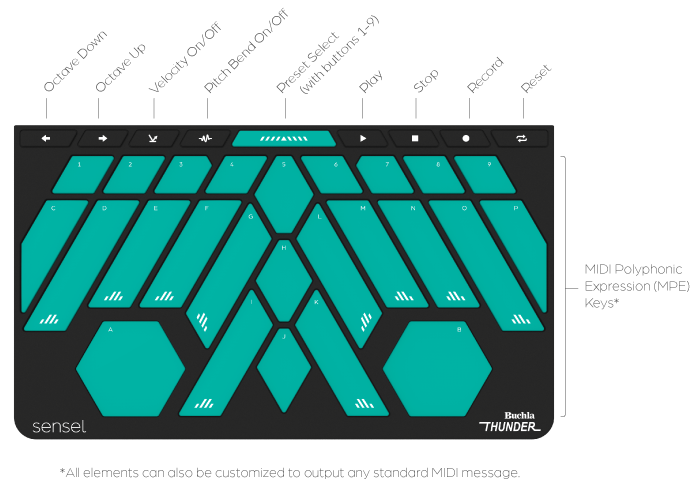 Octave Down
Octave Up
Velocity On/Off
Pitch Bend On/Off
Preset Select
(with buttons 1-9)
Play
Stop
Record
Reset
1 2 3 4 5 6 7 8 9
C D E F G L M N O P
H
I K
A J B
MIDI Polyphonic
Expression (MPE)
Keys*
sensel
Buchla
THUNDER
*All elements can also be customized to output any standard MIDI message.